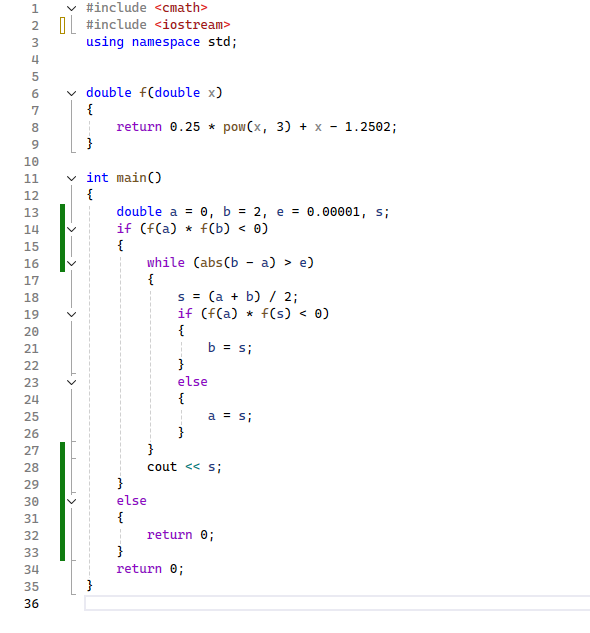 1 #include <cmath>
2 #include <iostream>
3 using namespace std;
4
5
6 double f(double x)
7 {
8     return 0.25 * pow(x, 3) + x - 1.2502;
9 }
10
11 int main()
12 {
13     double a = 0, b = 2, e = 0.00001, s;
14     if (f(a) * f(b) < 0)
15     {
16         while (abs(b - a) > e)
17         {
18             s = (a + b) / 2;
19             if (f(a) * f(s) < 0)
20             {
21                 b = s;
22             }
23             else
24             {
25                 a = s;
26             }
27         }
28         cout << s;
29     }
30     else
31     {
32         return 0;
33     }
34     return 0;
35 }
36